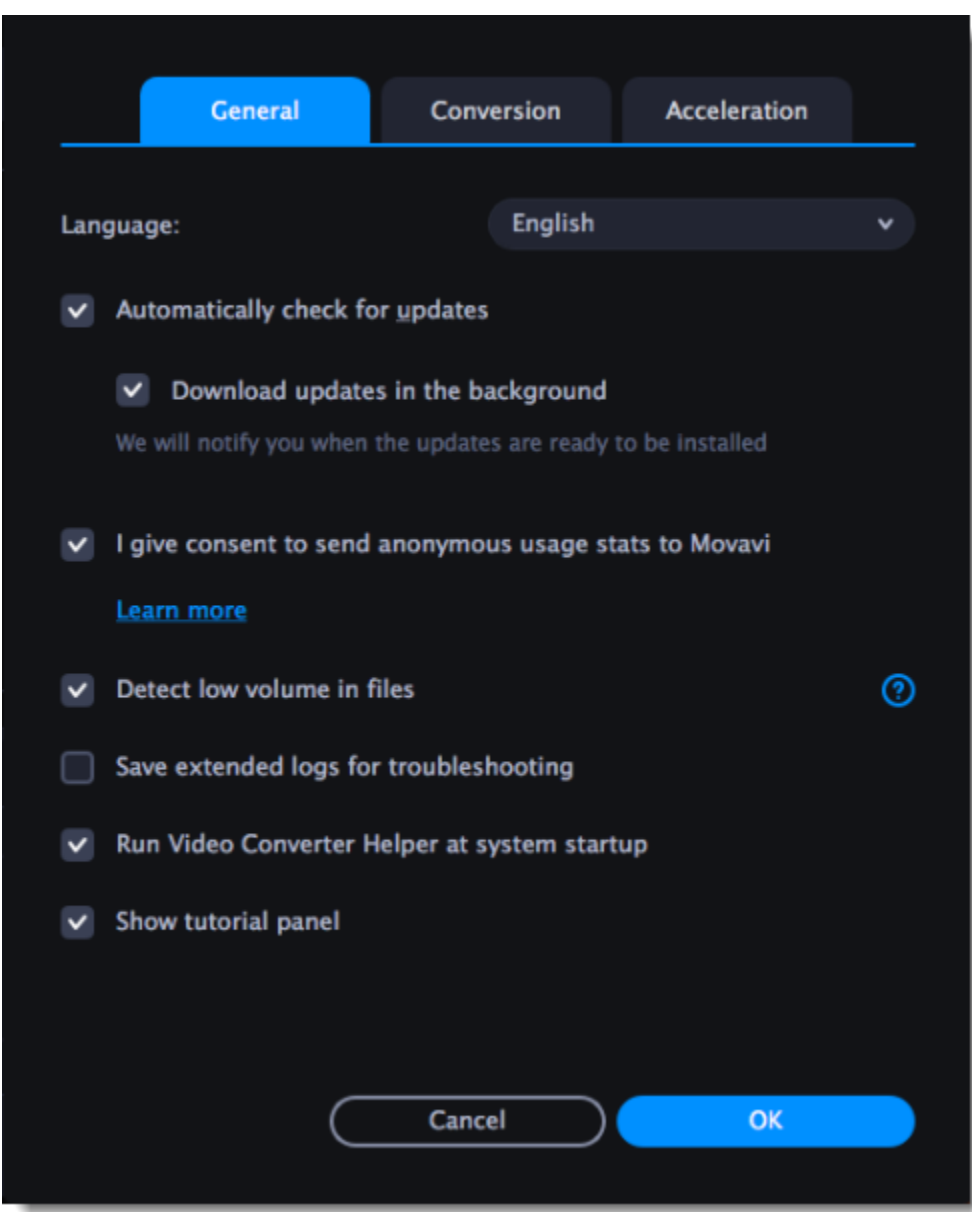 General Conversion Acceleration
Language: English
Automatically check for updates
Download updates in the background
We will notify you when the updates are ready to be installed
I give consent to send anonymous usage stats to Movavi
Learn more
Detect low volume in files ?
Save extended logs for troubleshooting
Run Video Converter Helper at system startup
Show tutorial panel
Cancel OK